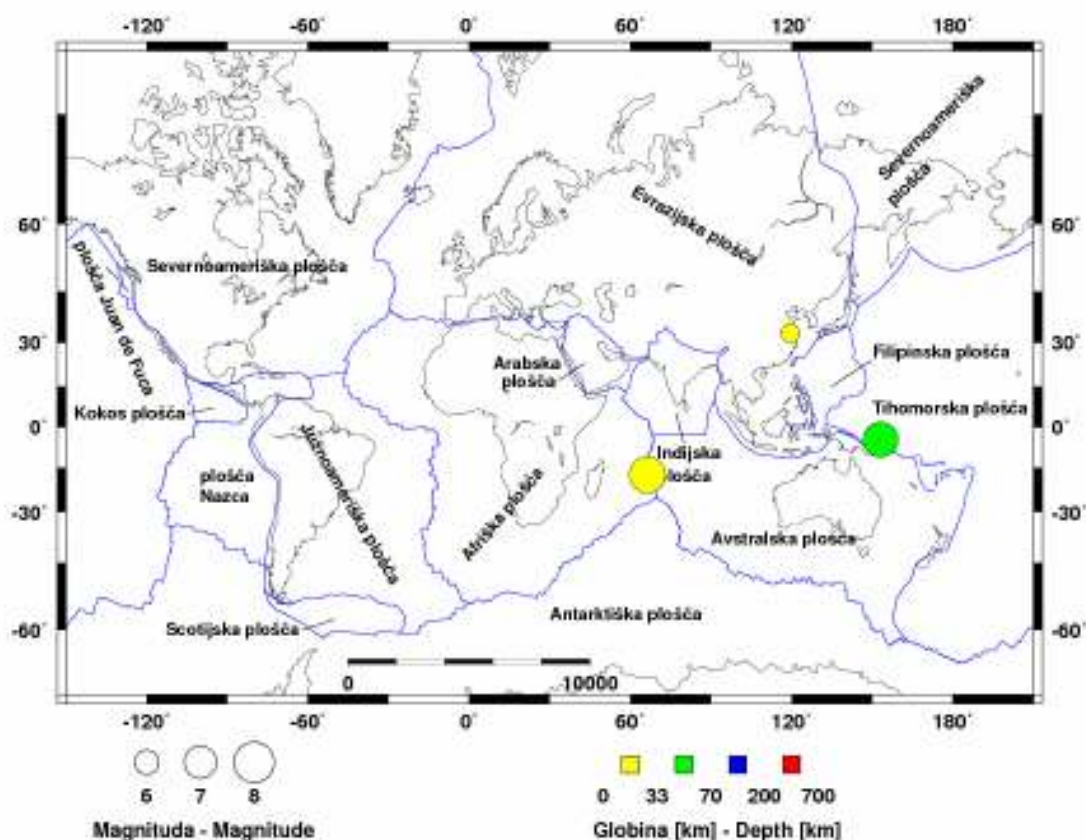 -120° -60° 0° 60° 120° 180°
Severnoameriška
plošča
Evrazijska plošča
60° 60°
plošča Juan de Fuca
Severnoameriška plošča
30° 30°
Arabska
plošča
Filipinska plošča
Kokos plošča
Tihomorska plošča
0° 0°
Južnoameriška plošča
Indijska
plošča
plošča
Nazca
Afriška plošča
-30° -30°
Avstralska plošča
Antarktiška plošča
Scotijska plošča
-60° -60°
0 10000
-120° -60° 0° 60° 120° 180°
6 7 8
0 33 70 200 700
Magnituda - Magnitude
Globina [km] - Depth [km]